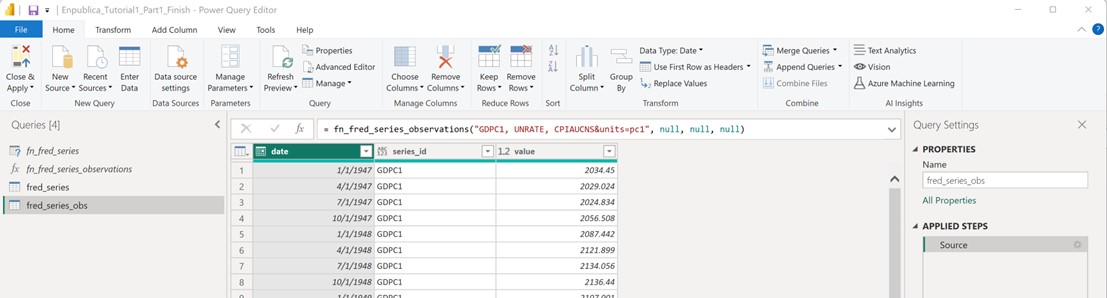 Enpublica_Tutorial1_Part1_Finish - Power Query Editor
File Home Transform Add Column View Tools Help
Close & Apply
New Source
Recent Sources
Enter Data
Data source settings
Manage Parameters
Refresh Preview
Properties
Advanced Editor
Manage
Choose Columns
Remove Columns
Keep Rows
Remove Rows
Split Column
Group By
Data Type: Date
Use First Row as Headers
Replace Values
Merge Queries
Append Queries
Combine Files
Text Analytics
Vision
Azure Machine Learning
Close New Query Data Sources Parameters Query Manage Columns Reduce Rows Sort Transform Combine AI Insights
Queries [4]
fn_fred_series
fn_fred_series_observations
fred_series
fred_series_obs
= fn_fred_series_observations("GDPC1, UNRATE, CPIAUCNS&units=pc1", null, null, null)
date series_id 1.2 value
1 1/1/1947 GDPC1 2034.45
2 4/1/1947 GDPC1 2029.024
3 7/1/1947 GDPC1 2024.834
4 10/1/1947 GDPC1 2056.508
5 1/1/1948 GDPC1 2087.442
6 4/1/1948 GDPC1 2121.899
7 7/1/1948 GDPC1 2134.056
8 10/1/1948 GDPC1 2136.44
Query Settings
PROPERTIES
Name
fred_series_obs
All Properties
APPLIED STEPS
Source